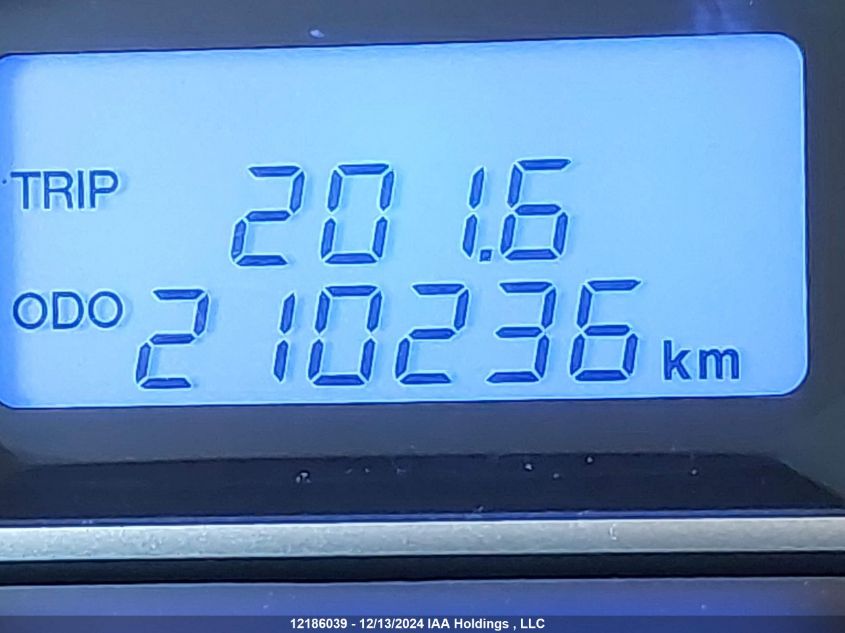 TRIP 201.6
ODO 210236 km
12186039 - 12/13/2024 IAA Holdings , LLC